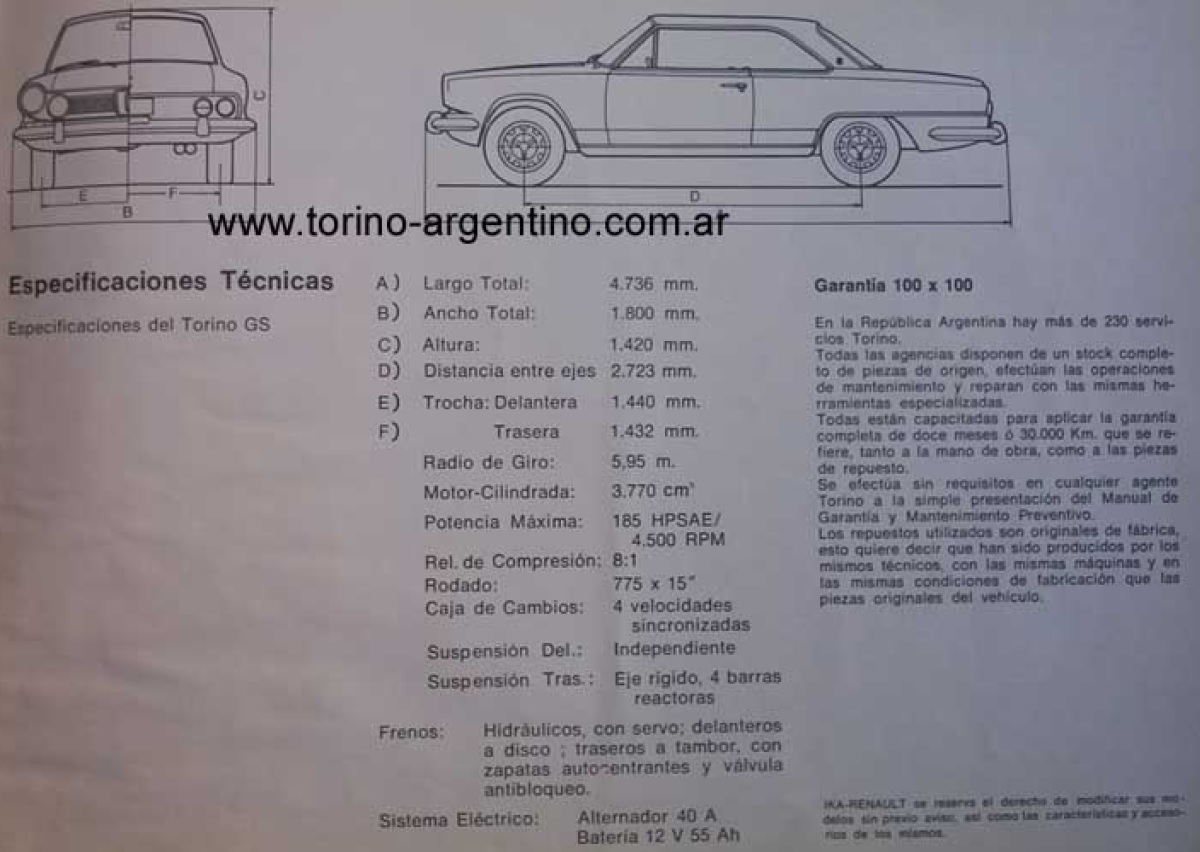 C
E
F
B
D
www.torino-argentino.com.ar
Especificaciones Técnicas
Especificaciones del Torino GS
A) Largo Total: 4.736 mm.
B) Ancho Total: 1.800 mm.
C) Altura: 1.420 mm.
D) Distancia entre ejes 2.723 mm.
E) Trocha: Delantera 1.440 mm.
F) Trasera 1.432 mm.
Radio de Giro: 5,95 m.
Motor-Cilindrada: 3.770 cm³
Potencia Máxima: 185 HPSAE/
4.500 RPM
Rel. de Compresión: 8:1
Rodado: 775 x 15"
Caja de Cambios: 4 velocidades
sincronizadas
Suspensión Del.: Independiente
Suspensión Tras.: Eje rígido, 4 barras
reactoras
Frenos: Hidráulicos, con servo; delanteros
a disco ; traseros a tambor, con
zapatas autocentrantes y válvula
antibloqueo.
Sistema Eléctrico: Alternador 40 A
Batería 12 V 55 Ah
Garantía 100 x 100
En la República Argentina hay más de 230 servi-
cios Torino.
Todas las agencias disponen de un stock comple-
to de piezas de origen, efectúan las operaciones
de mantenimiento y reparan con las mismas he-
rramientas especializadas.
Todas están capacitadas para aplicar la garantía
completa de doce meses ó 30.000 Km. que se re-
fiere, tanto a la mano de obra, como a las piezas
de repuesto.
Se efectúa sin requisitos en cualquier agente
Torino a la simple presentación del Manual de
Garantía y Mantenimiento Preventivo.
Los repuestos utilizados son originales de fábrica,
esto quiere decir que han sido producidos por los
mismos técnicos, con las mismas máquinas y en
las mismas condiciones de fabricación que las
piezas originales del vehículo.
IKA-RENAULT se reserva el derecho de modificar sus mo-
delos sin previo aviso, así como las características y acceso-
rios de los mismos.